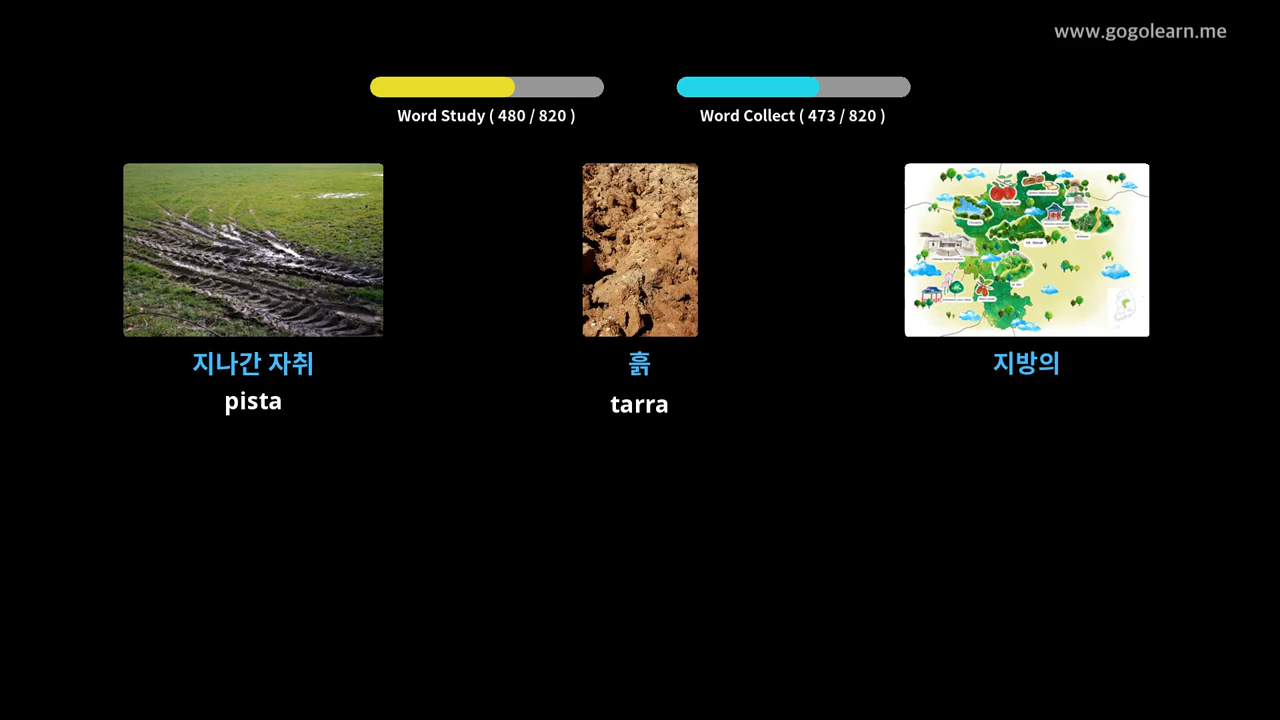 www.gogolearn.me
Word Study ( 480 / 820 )
Word Collect ( 473 / 820 )
지나간 자취
pista
흙
tarra
지방의